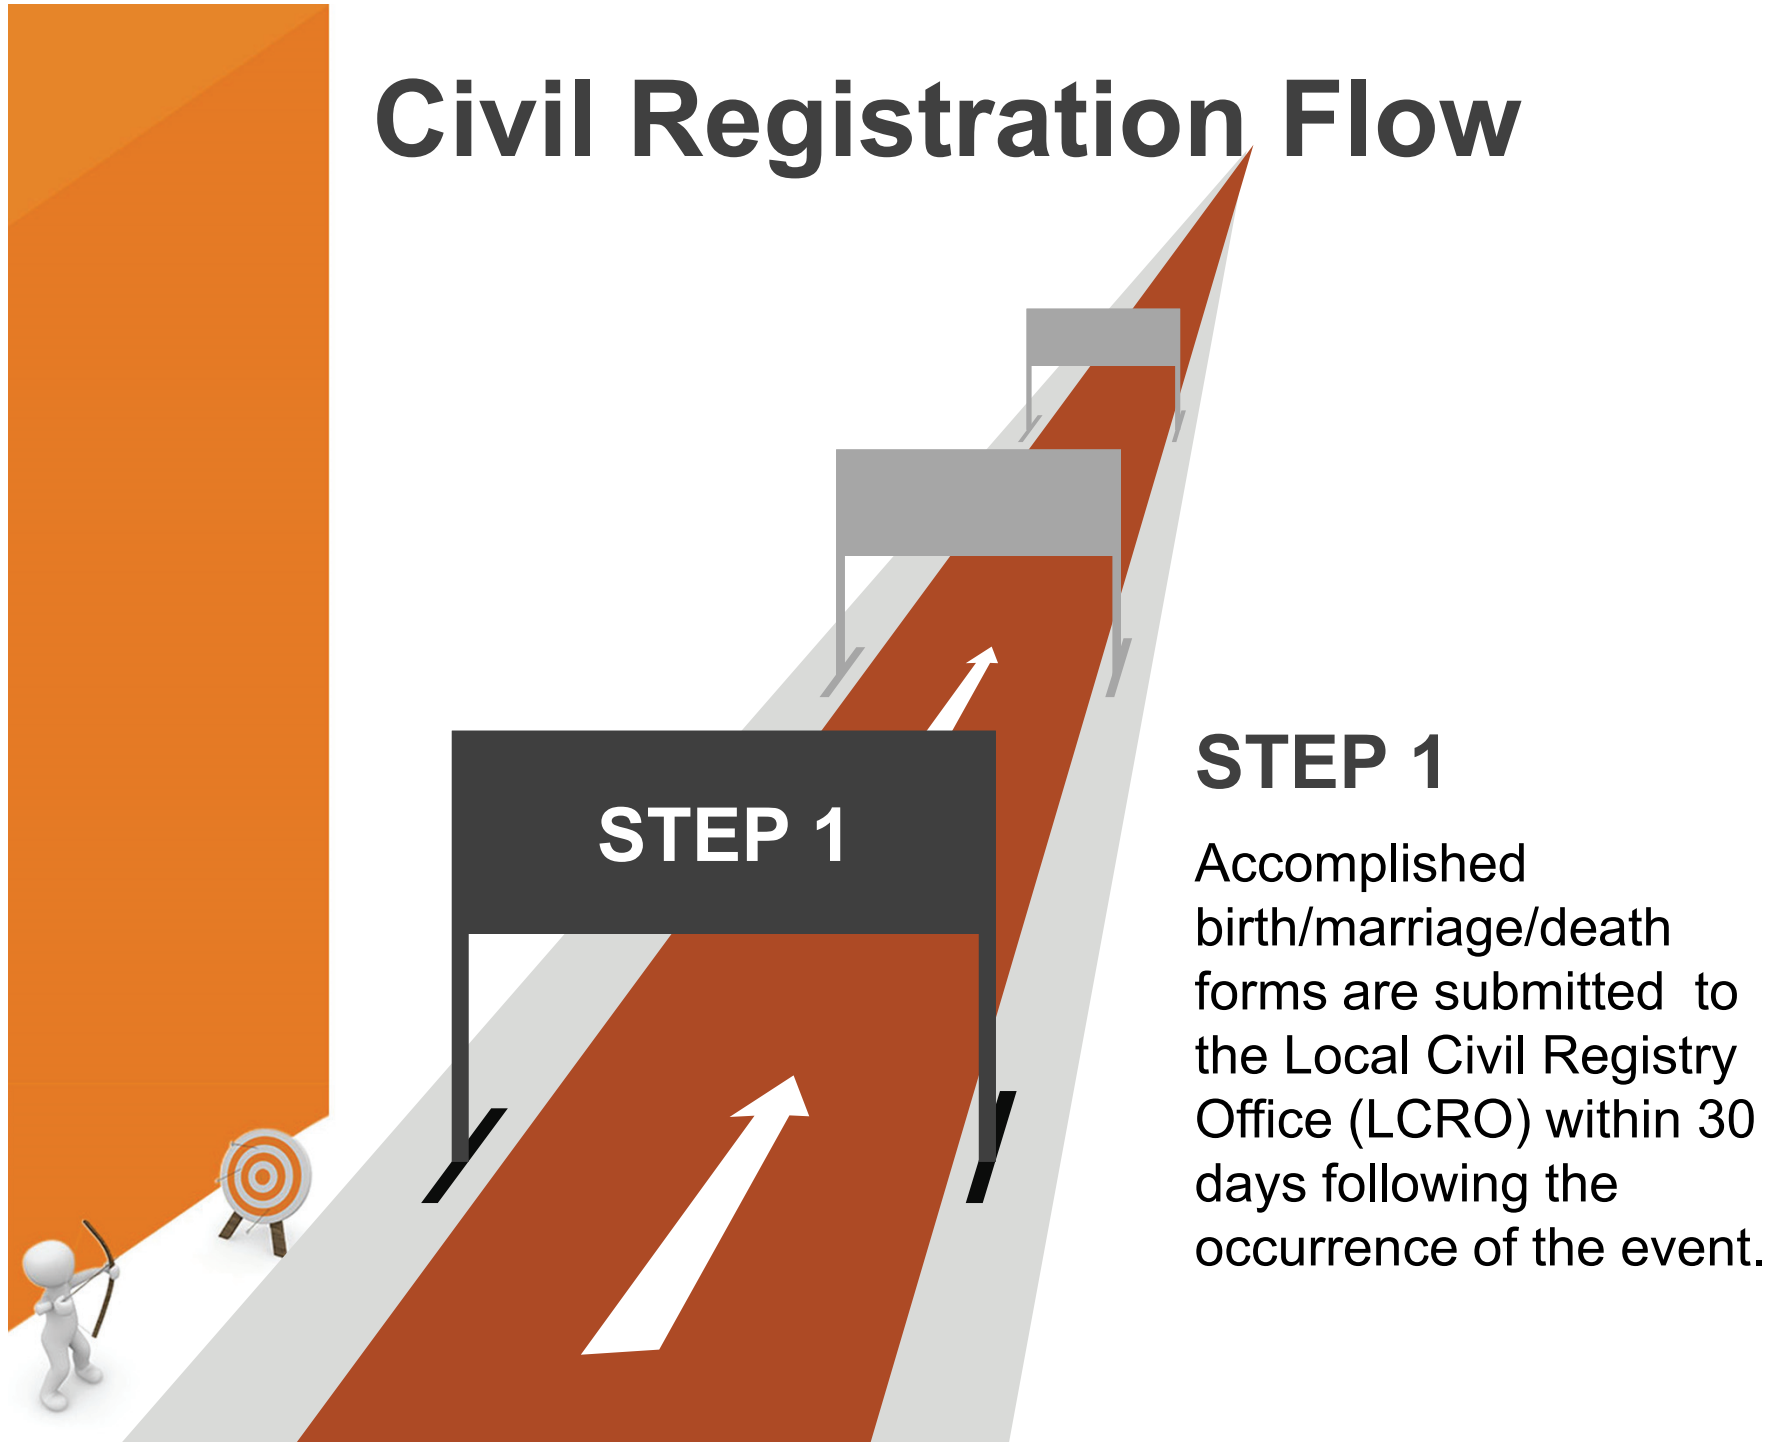 Civil Registration Flow
STEP 1
STEP 1
Accomplished
birth/marriage/death
forms are submitted  to
the Local Civil Registry
Office (LCRO) within 30
days following the
occurrence of the event.